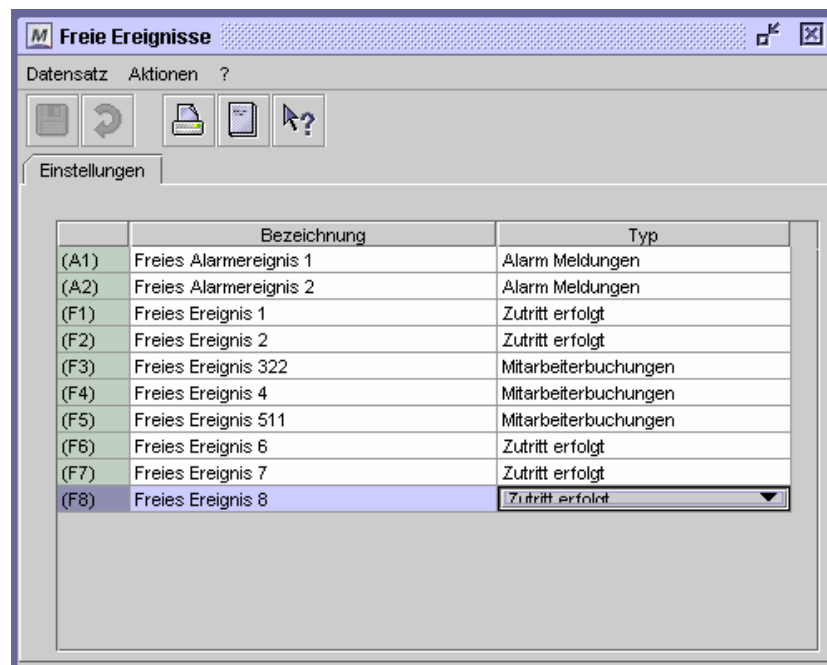 M Freie Ereignisse
Datensatz Aktionen ?
?
Einstellungen
Bezeichnung Typ
(A1) Freies Alarmereignis 1 Alarm Meldungen
(A2) Freies Alarmereignis 2 Alarm Meldungen
(F1) Freies Ereignis 1 Zutritt erfolgt
(F2) Freies Ereignis 2 Zutritt erfolgt
(F3) Freies Ereignis 322 Mitarbeiterbuchungen
(F4) Freies Ereignis 4 Mitarbeiterbuchungen
(F5) Freies Ereignis 511 Mitarbeiterbuchungen
(F6) Freies Ereignis 6 Zutritt erfolgt
(F7) Freies Ereignis 7 Zutritt erfolgt
(F8) Freies Ereignis 8 Zutritt erfolgt